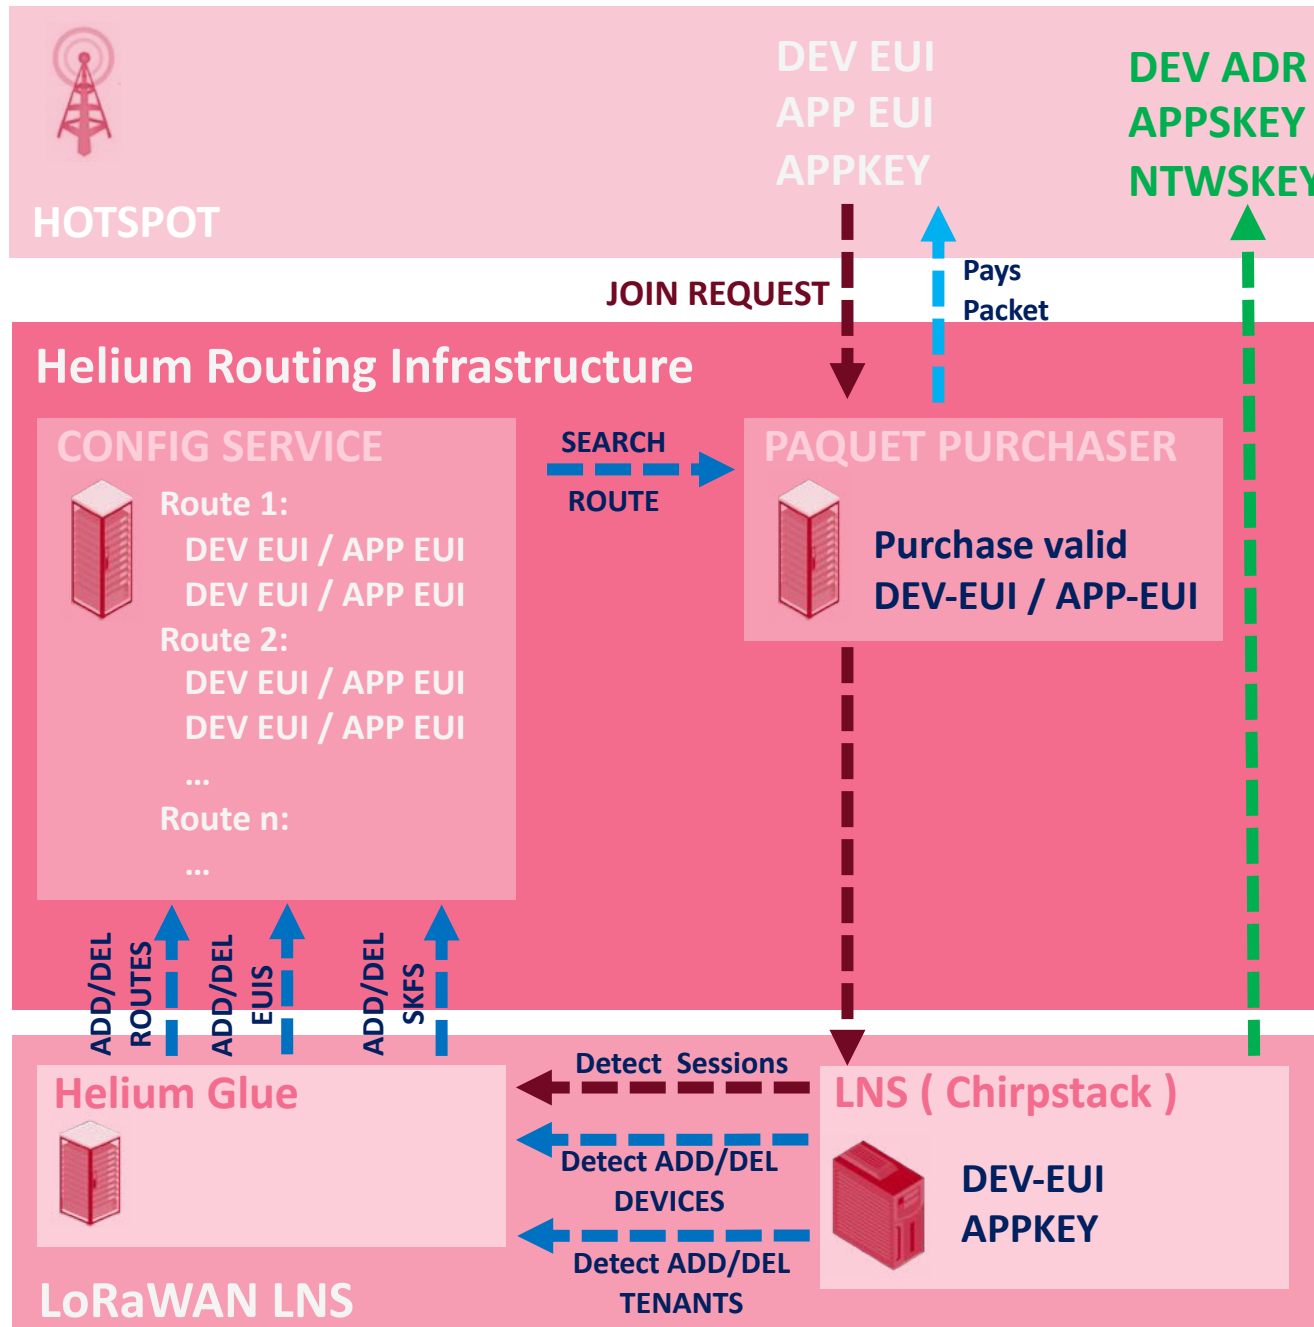 DEV EUI
APP EUI
APPKEY
DEV ADR
APPSKEY
NTWSKEY
HOTSPOT
JOIN REQUEST
Pays
Packet
Helium Routing Infrastructure
CONFIG SERVICE
Route 1:
DEV EUI / APP EUI
DEV EUI / APP EUI
Route 2:
DEV EUI / APP EUI
DEV EUI / APP EUI
...
Route n:
...
SEARCH
ROUTE
PAQUET PURCHASER
Purchase valid
DEV-EUI / APP-EUI
ADD/DEL
ROUTES
ADD/DEL
EUIS
ADD/DEL
SKFS
Helium Glue
Detect Sessions
Detect ADD/DEL
DEVICES
Detect ADD/DEL
TENANTS
LNS ( Chirpstack )
DEV-EUI
APPKEY
LoRaWAN LNS